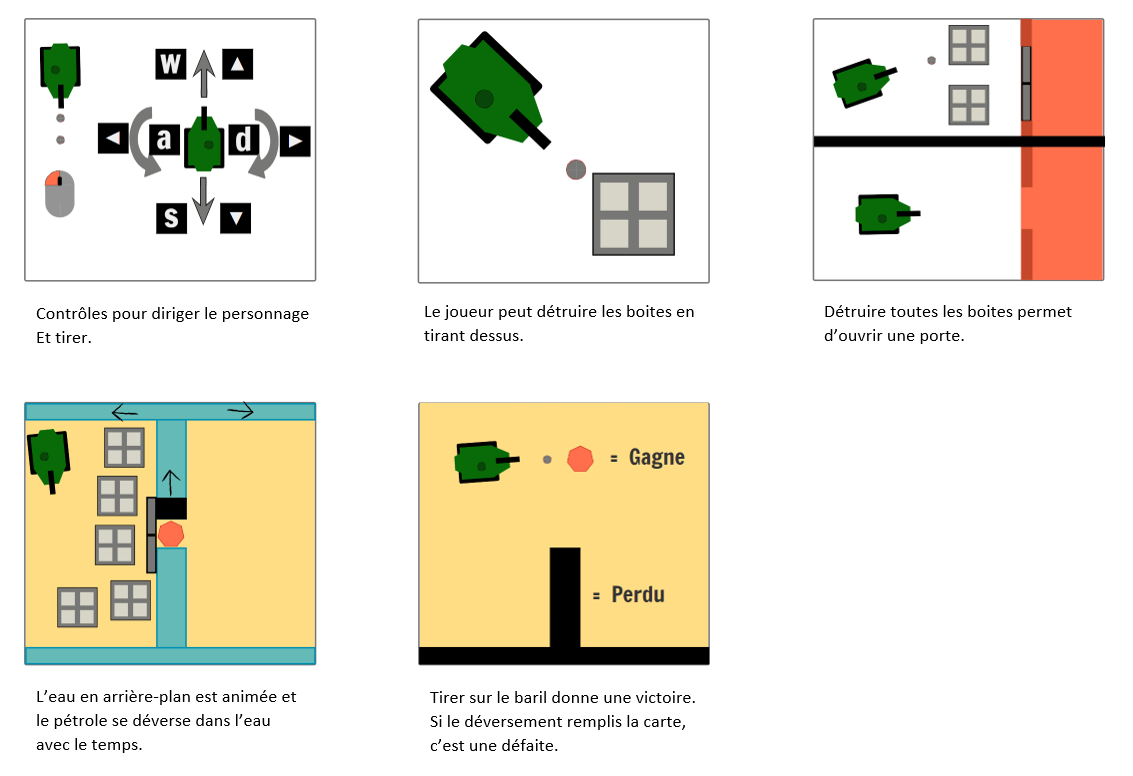 W
a
d
S
Contrôles pour diriger le personnage
Et tirer.
Le joueur peut détruire les boites en
tirant dessus.
Détruire toutes les boites permet
d’ouvrir une porte.
= Gagne
= Perdu
L’eau en arrière-plan est animée et
le pétrole se déverse dans l’eau
avec le temps.
Tirer sur le baril donne une victoire.
Si le déversement remplis la carte,
c’est une défaite.